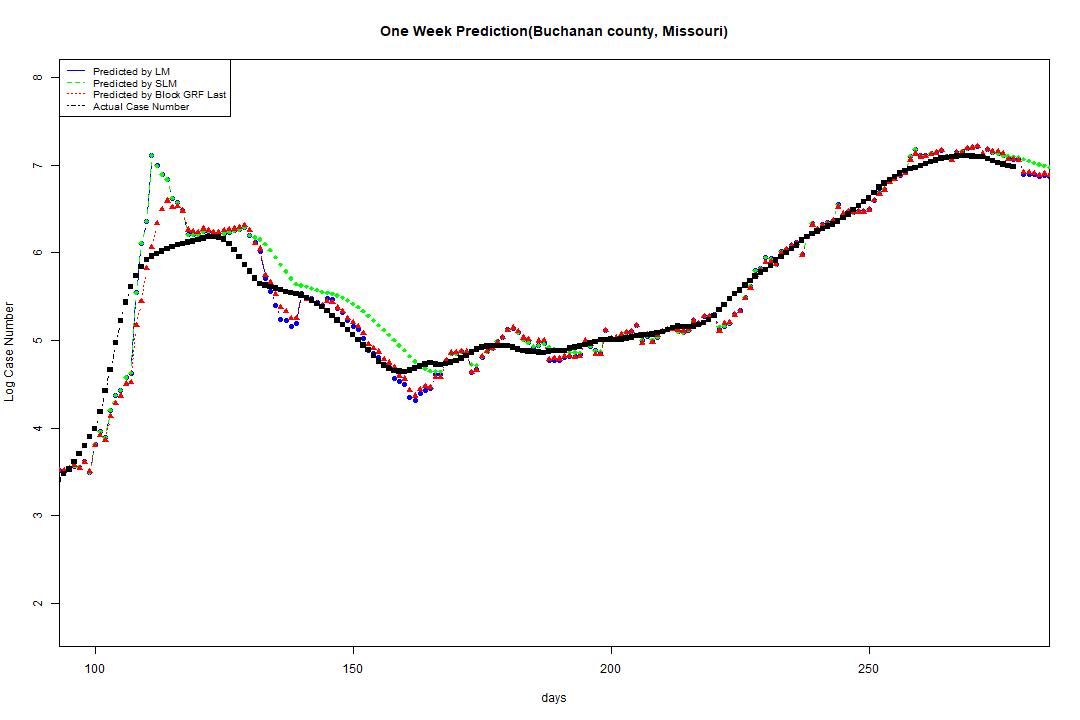 One Week Prediction(Buchanan county, Missouri)
Predicted by LM
Predicted by SLM
Predicted by Block GRF Last
Actual Case Number
8
7
6
5
4
3
2
Log Case Number
100 150 200 250
days